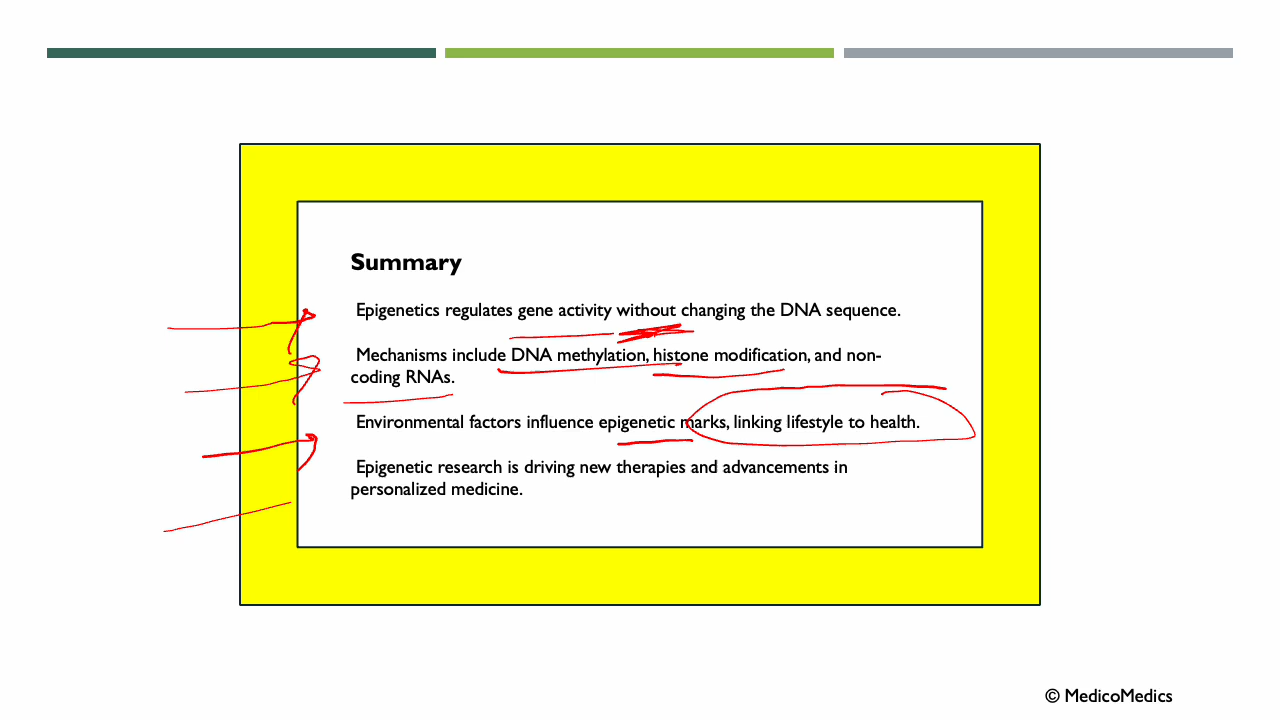 Summary
Epigenetics regulates gene activity without changing the DNA sequence.
Mechanisms include DNA methylation, histone modification, and non-
coding RNAs.
Environmental factors influence epigenetic marks, linking lifestyle to health.
Epigenetic research is driving new therapies and advancements in
personalized medicine.
© MedicoMedics